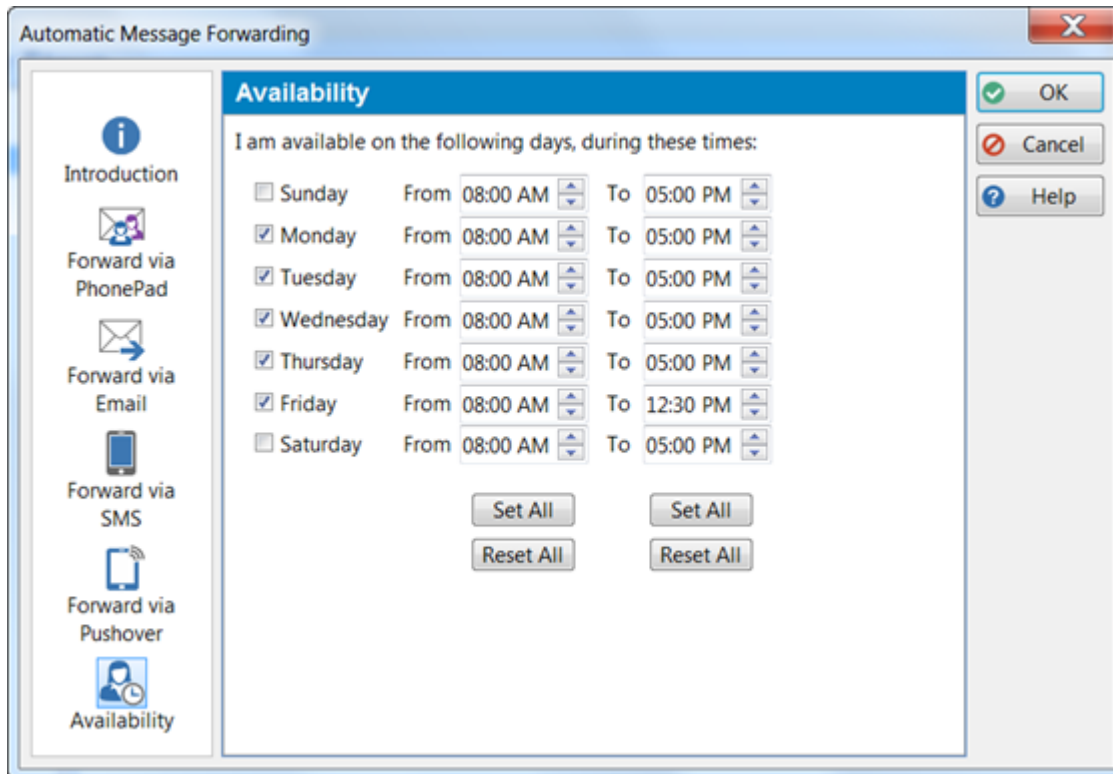 Automatic Message Forwarding
Introduction
Forward via
PhonePad
Forward via
Email
Forward via
SMS
Forward via
Pushover
Availability
Availability
I am available on the following days, during these times:
Sunday From 08:00 AM To 05:00 PM
Monday From 08:00 AM To 05:00 PM
Tuesday From 08:00 AM To 05:00 PM
Wednesday From 08:00 AM To 05:00 PM
Thursday From 08:00 AM To 05:00 PM
Friday From 08:00 AM To 12:30 PM
Saturday From 08:00 AM To 05:00 PM
Set All Set All
Reset All Reset All
OK
Cancel
Help